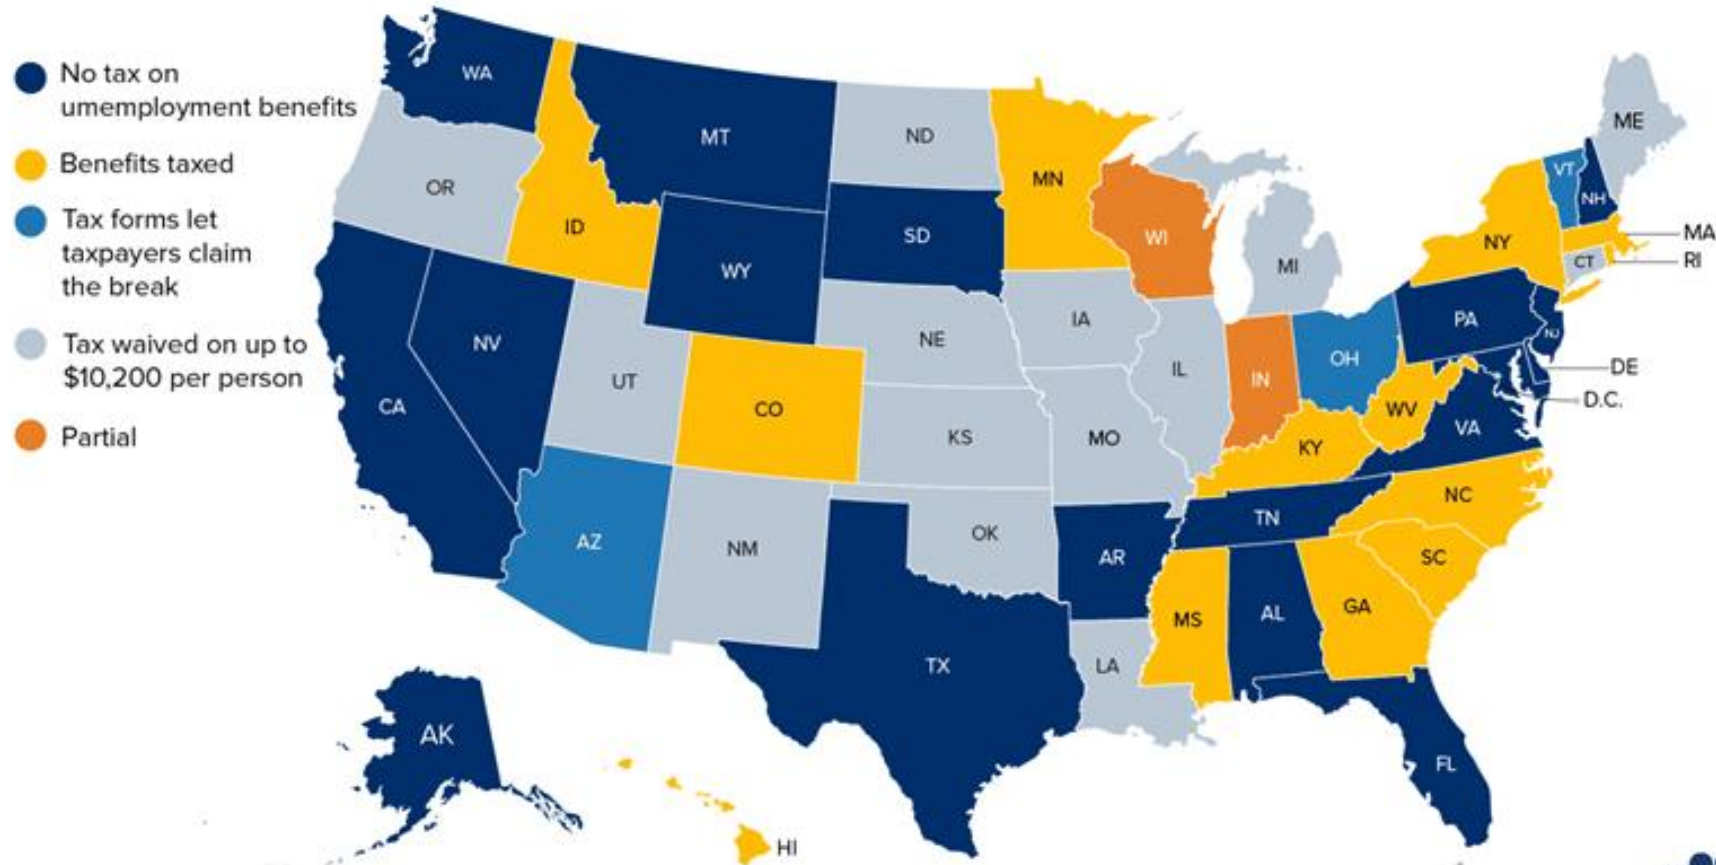 No tax on
umemployment benefits
Benefits taxed
Tax forms let
taxpayers claim
the break
Tax waived on up to
$10,200 per person
Partial
WA
MT
ND
MN
OR
ID
SD
WI
WY
MI
NY
VT
NH
ME
MA
RI
CT
NV
UT
NE
IA
IL
IN
OH
PA
NJ
DE
D.C.
CA
CO
KS
MO
KY
WV
VA
AZ
NM
OK
AR
TN
NC
SC
MS
AL
GA
TX
LA
FL
AK
HI